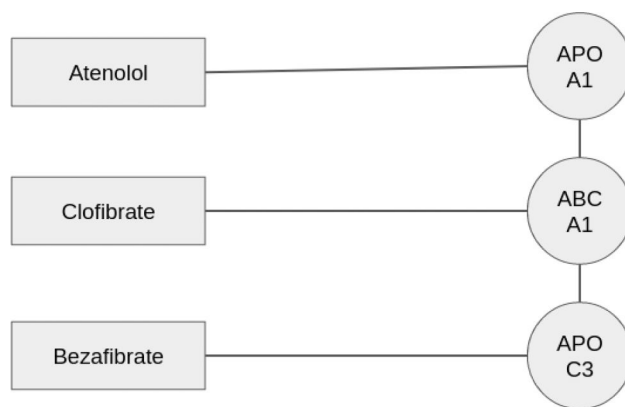 Atenolol
APO
A1
Clofibrate
ABC
A1
Bezafibrate
APO
C3